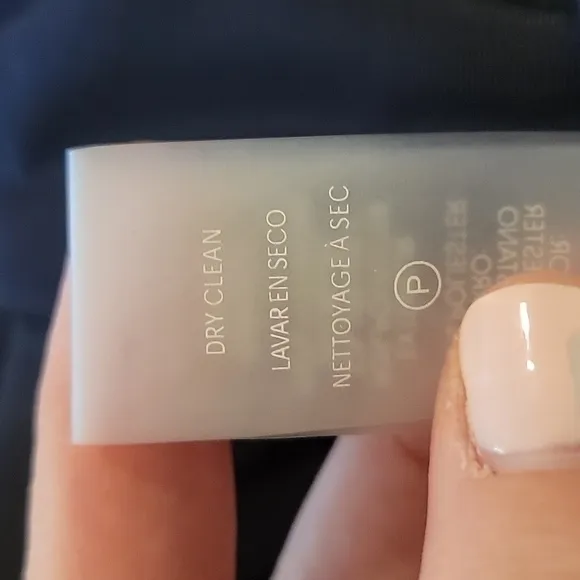 DRY CLEAN
LAVAR EN SECO
NETTOYAGE À SEC
P